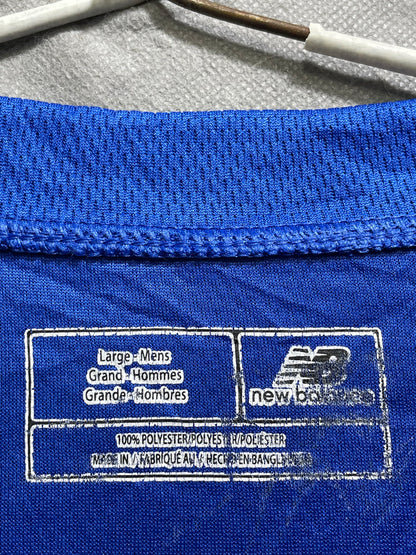 Large - Mens
Grand - Hommes
Grande - Hombres
NB
new balance
100% POLYESTER/POLYESTER/POLIESTER
MADE IN / FABRIQUÉ AU / HECHO EN BANGLADESH